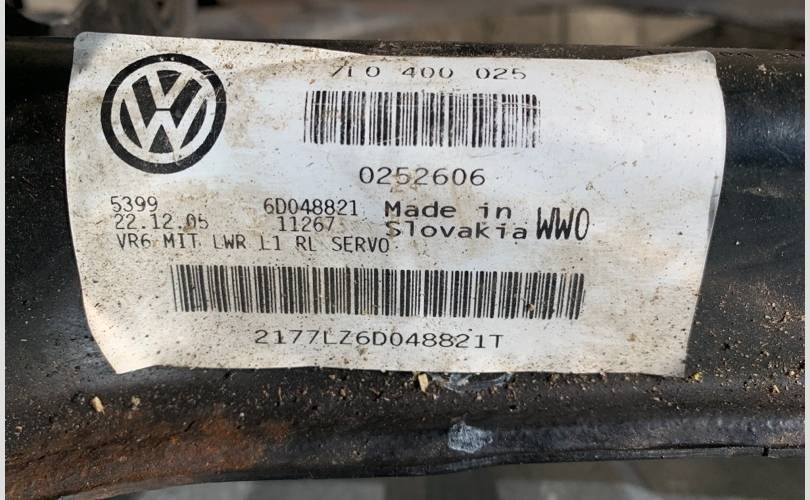 7L0 400 025
0252606
5399 6D048821 Made in
22.12.05 11267 Slovakia WWO
VR6 MIT LWR L1 RL SERVO
2177LZ6D048821T